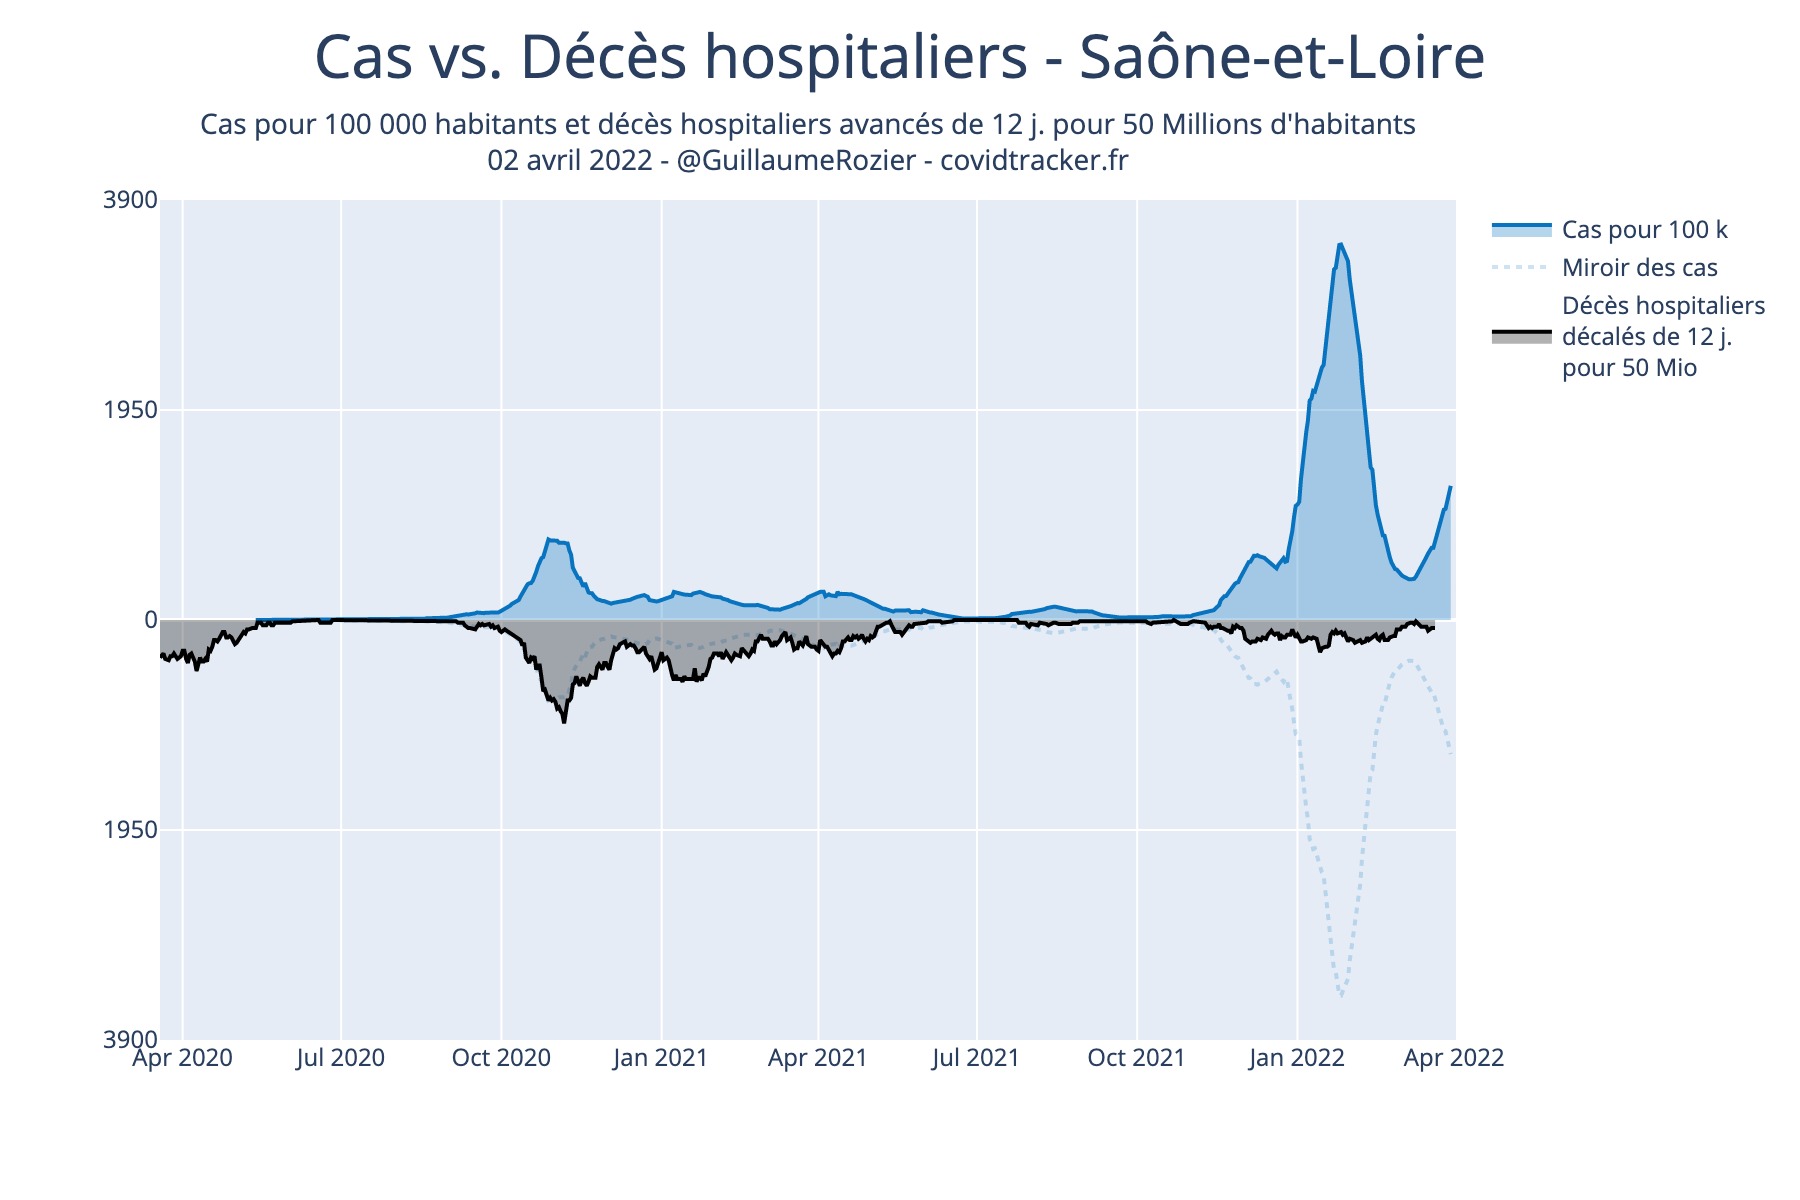 Cas vs. Décès hospitaliers - Saône-et-Loire
Cas pour 100 000 habitants et décès hospitaliers avancés de 12 j. pour 50 Millions d'habitants
02 avril 2022 - @GuillaumeRozier - covidtracker.fr
3900
1950
0
1950
3900
Apr 2020
Jul 2020
Oct 2020
Jan 2021
Apr 2021
Jul 2021
Oct 2021
Jan 2022
Apr 2022
Cas pour 100 k
Miroir des cas
Décès hospitaliers
décalés de 12 j.
pour 50 Mio